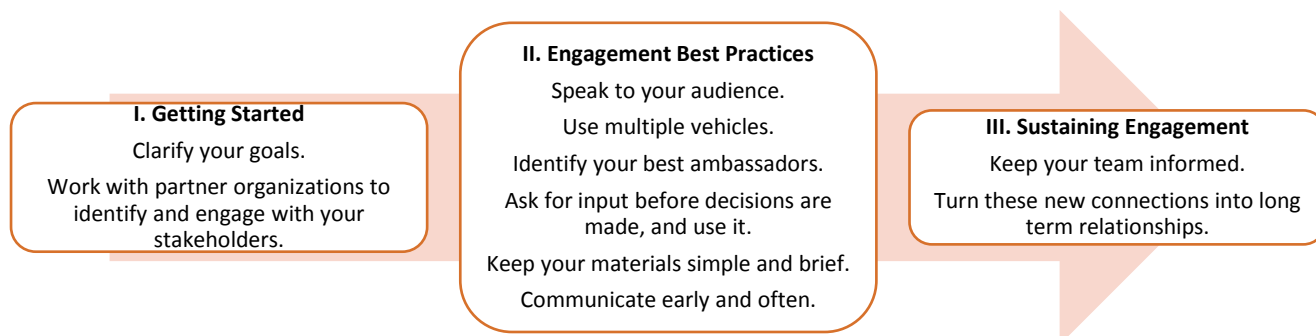 I. Getting Started
Clarify your goals.
Work with partner organizations to
identify and engage with your
stakeholders.
II. Engagement Best Practices
Speak to your audience.
Use multiple vehicles.
Identify your best ambassadors.
Ask for input before decisions are
made, and use it.
Keep your materials simple and brief.
Communicate early and often.
III. Sustaining Engagement
Keep your team informed.
Turn these new connections into long
term relationships.